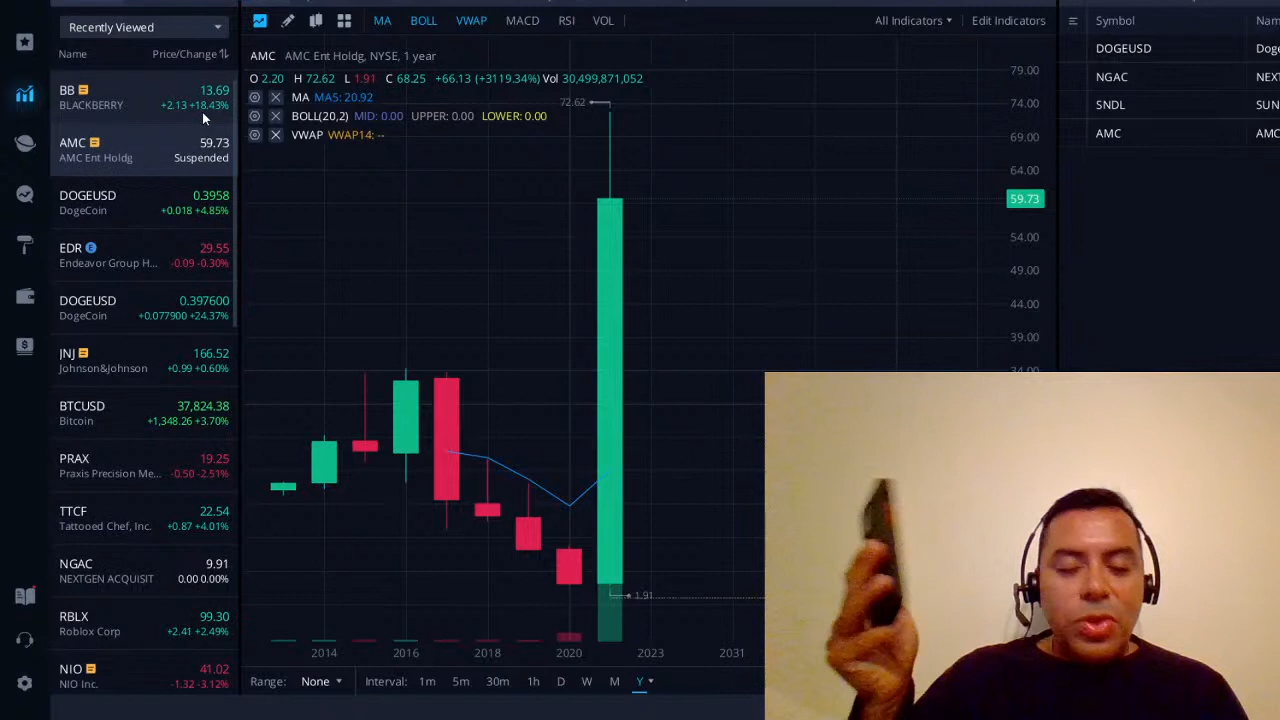 Recently Viewed
MA BOLL VWAP MACD RSI VOL All Indicators Edit Indicators
Symbol
Name Price/Change
BB 13.69
BLACKBERRY +2.13 +18.43%
AMC 59.73
AMC Ent Holdg Suspended
DOGEUSD 0.3958
DogeCoin +0.018 +4.85%
EDR E 29.55
Endeavor Group H... -0.09 -0.30%
DOGEUSD 0.397600
DogeCoin +0.077900 +24.37%
JNJ 166.52
Johnson&Johnson +0.99 +0.60%
BTCUSD 37,824.38
Bitcoin +1,348.26 +3.70%
PRAX 19.25
Praxis Precision Me... -0.50 -2.51%
TTCF 22.54
Tattooed Chef, Inc. +0.87 +4.01%
NGAC 9.91
NEXTGEN ACQUISIT 0.00 0.00%
RBLX 99.30
Roblox Corp +2.41 +2.49%
NIO 41.02
NIO Inc. -1.32 -3.12%
AMC AMC Ent Holdg, NYSE, 1 year
O 2.20 H 72.62 L 1.91 C 68.25 +66.13 (+3119.34%) Vol 30,499,871,052
MA MA5: 20.92
BOLL(20,2) MID: 0.00 UPPER: 0.00 LOWER: 0.00
VWAP VWAP14: --
72.62
1.91
79.00
74.00
69.00
64.00
59.73
54.00
49.00
44.00
39.00
34.00
2014 2016 2018 2020 2023 2031
Range: None Interval: 1m 5m 30m 1h D W M Y
DOGEUSD
NGAC
SNDL
AMC